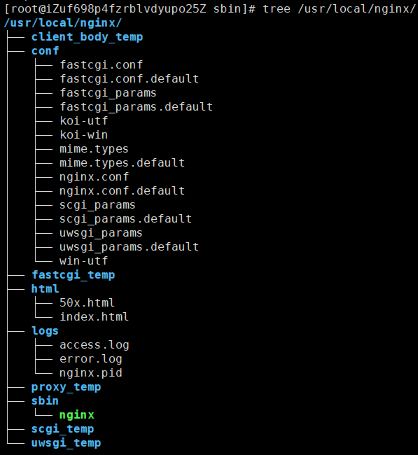 [root@iZuf698p4fzrblvdyupo25Z sbin]# tree /usr/local/nginx/
/usr/local/nginx/
├── client_body_temp
├── conf
│   ├── fastcgi.conf
│   ├── fastcgi.conf.default
│   ├── fastcgi_params
│   ├── fastcgi_params.default
│   ├── koi-utf
│   ├── koi-win
│   ├── mime.types
│   ├── mime.types.default
│   ├── nginx.conf
│   ├── nginx.conf.default
│   ├── scgi_params
│   ├── scgi_params.default
│   ├── uwsgi_params
│   ├── uwsgi_params.default
│   └── win-utf
├── fastcgi_temp
├── html
│   ├── 50x.html
│   └── index.html
├── logs
│   ├── access.log
│   ├── error.log
│   └── nginx.pid
├── proxy_temp
├── sbin
│   └── nginx
├── scgi_temp
└── uwsgi_temp